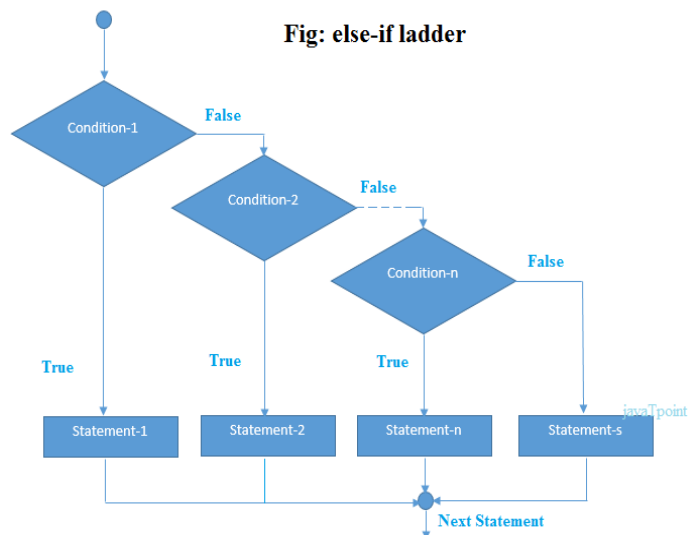 Fig: else-if ladder
Condition-1
False
Condition-2
False
Condition-n
False
True
True
True
javaTpoint
Statement-1
Statement-2
Statement-n
Statement-s
Next Statement